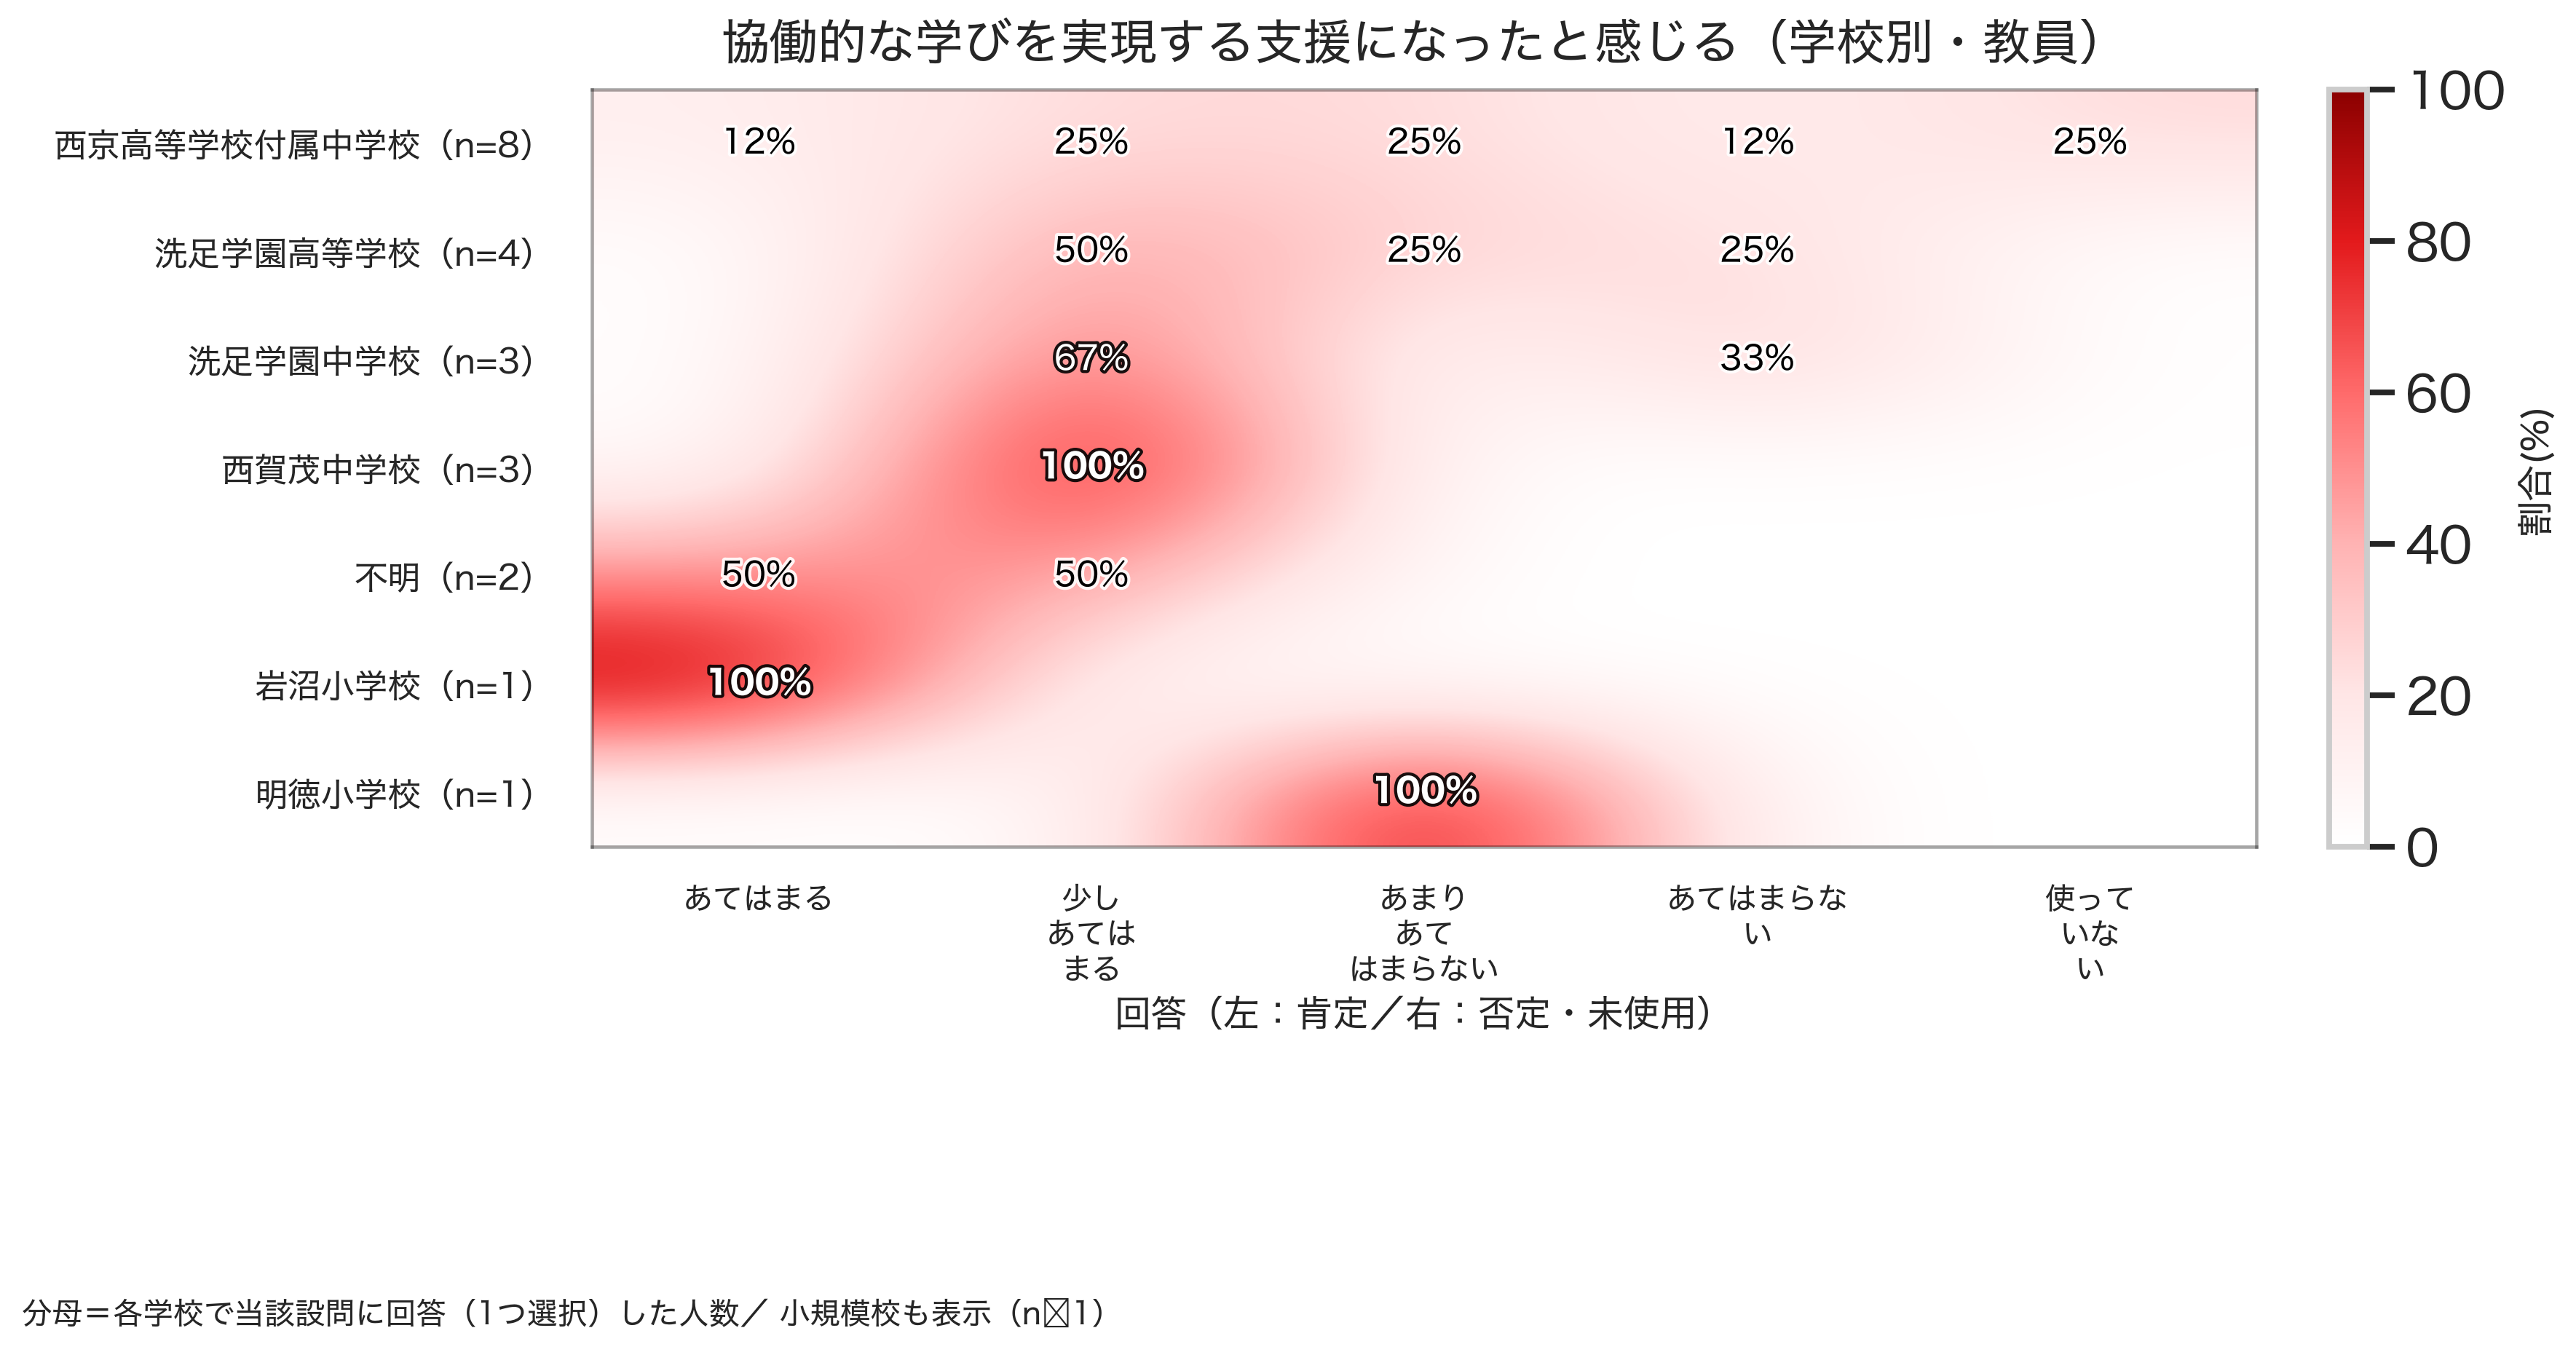 協働的な学びを実現する支援になったと感じる（学校別・教員）
西京高等学校付属中学校（n=8） 12% 25% 25% 12% 25%
洗足学園高等学校（n=4） 50% 25% 25%
洗足学園中学校（n=3） 67% 33%
西賀茂中学校（n=3） 100%
不明（n=2） 50% 50%
岩沼小学校（n=1） 100%
明徳小学校（n=1） 100%
あてはまる
少し
あては
まる
あまり
あて
はまらない
あてはまらな
い
使って
いな
い
回答（左：肯定／右：否定・未使用）
100
80
60
40
20
0
割合(%)
分母＝各学校で当該設問に回答（1つ選択）した人数／ 小規模校も表示（n☒1）